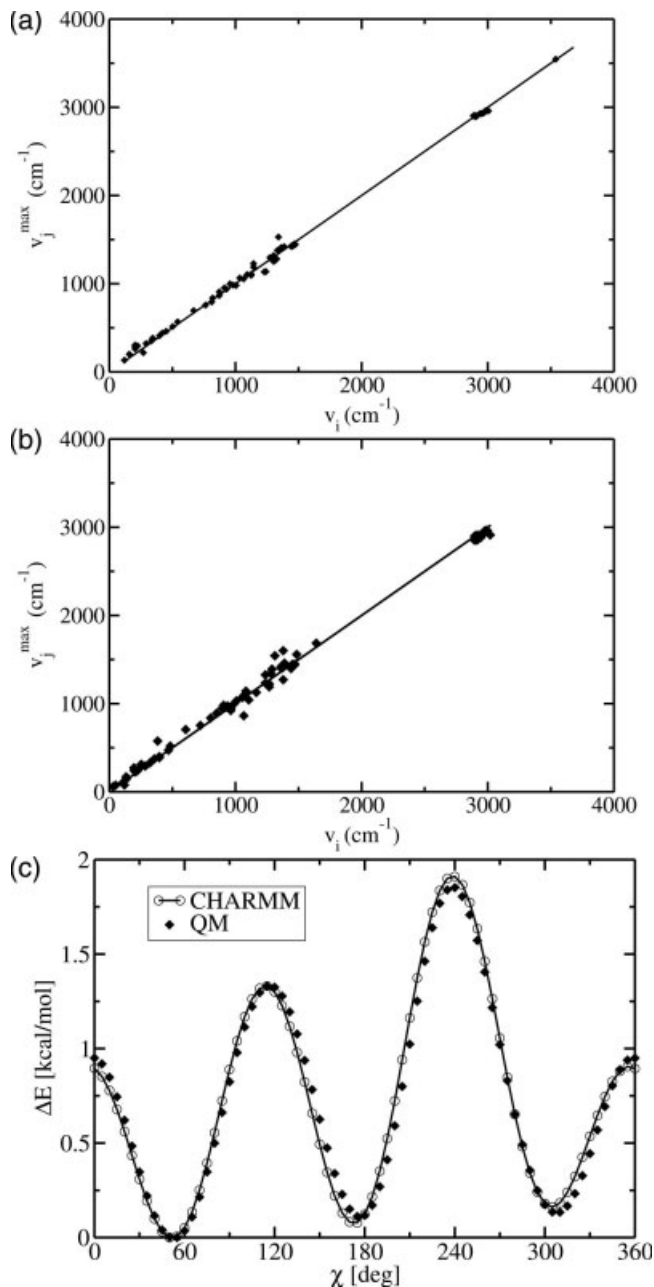 (a)
4000
3000
2000
1000
0
v_j^max (cm^-1)
0 1000 2000 3000 4000
v_i (cm^-1)
(b)
4000
3000
2000
1000
0
v_j^max (cm^-1)
0 1000 2000 3000 4000
v_i (cm^-1)
(c)
2
1.5
1
0.5
0
ΔE [kcal/mol]
CHARMM
QM
0 60 120 180 240 300 360
χ [deg]